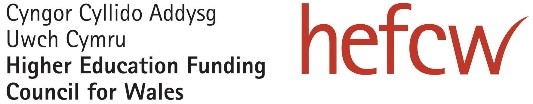 Cyngor Cyllido Addysg
Uwch Cymru
Higher Education Funding
Council for Wales
hefcw